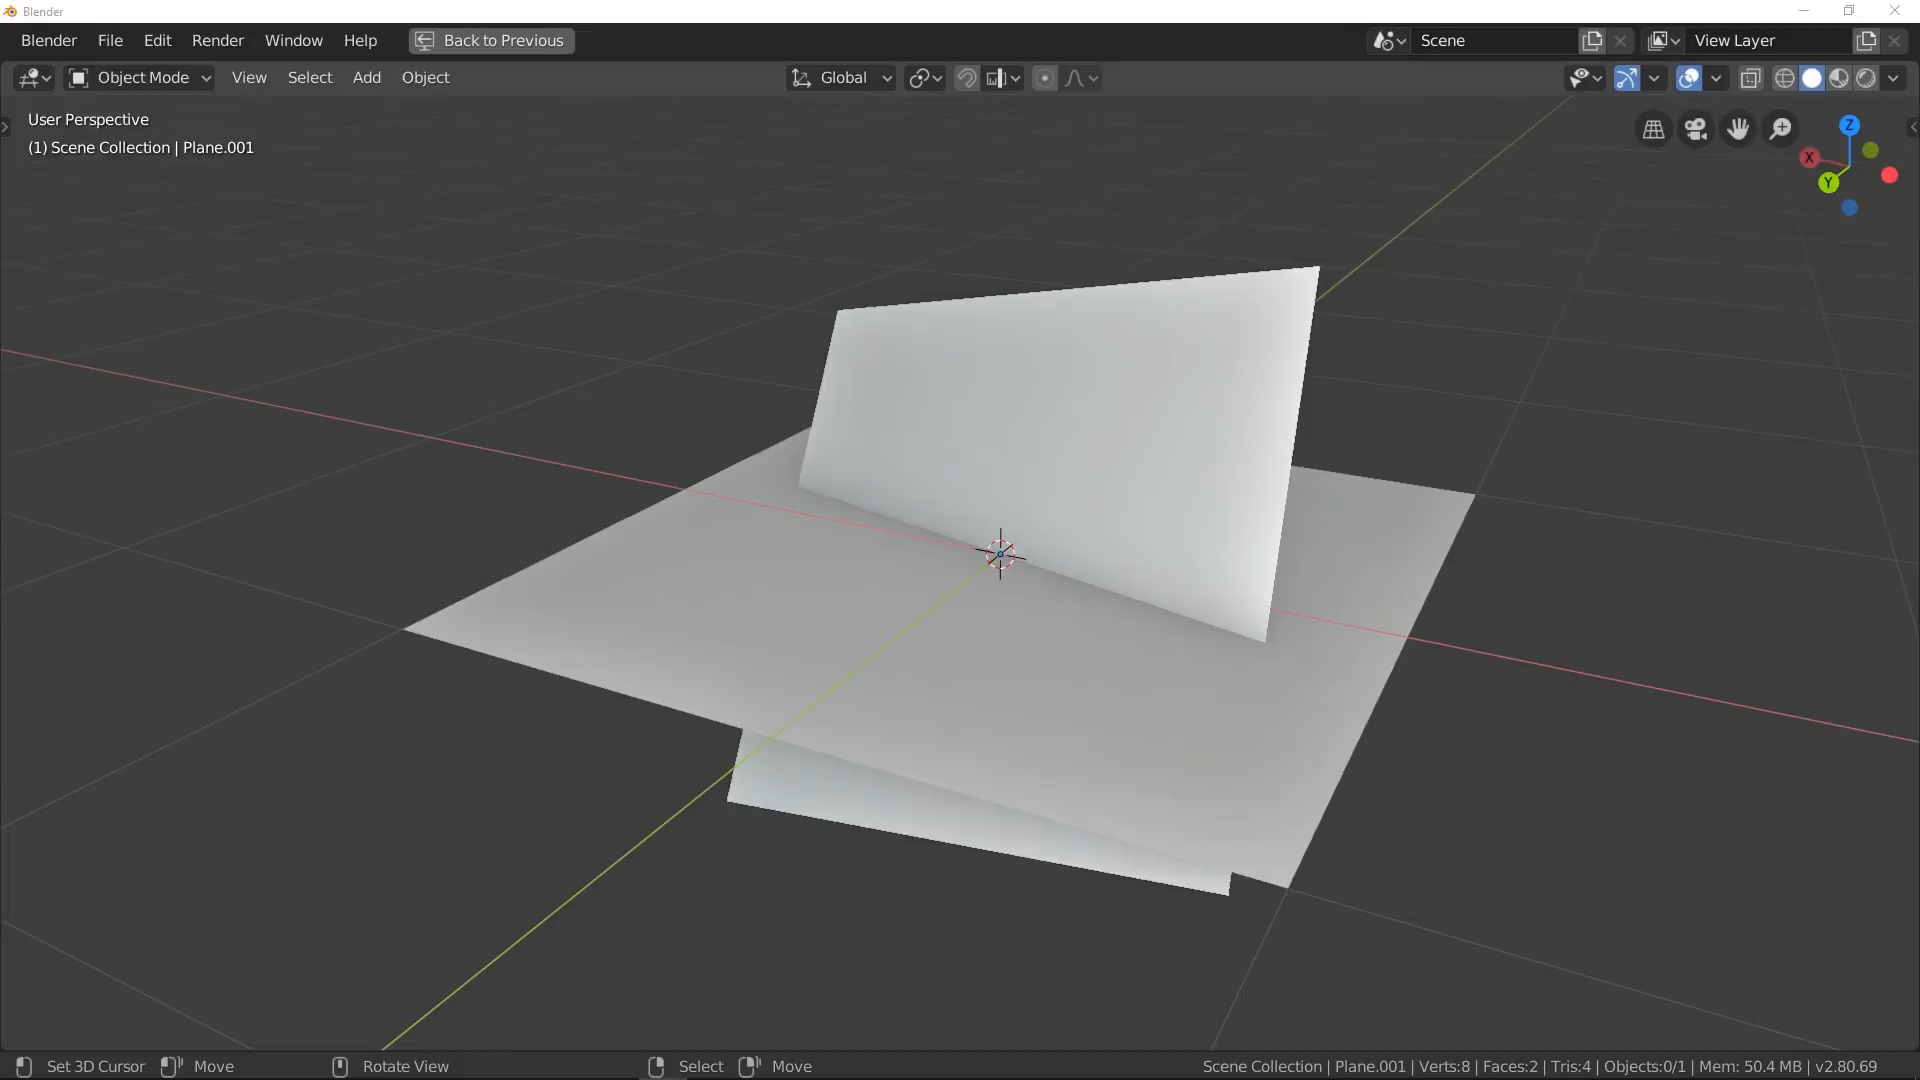 Blender
Blender File Edit Render Window Help Back to Previous Scene View Layer
Object Mode View Select Add Object Global
User Perspective
(1) Scene Collection | Plane.001
Z
X
Y
Set 3D Cursor Move Rotate View Select Move Scene Collection | Plane.001 | Verts:8 | Faces:2 | Tris:4 | Objects:0/1 | Mem: 50.4 MB | v2.80.69